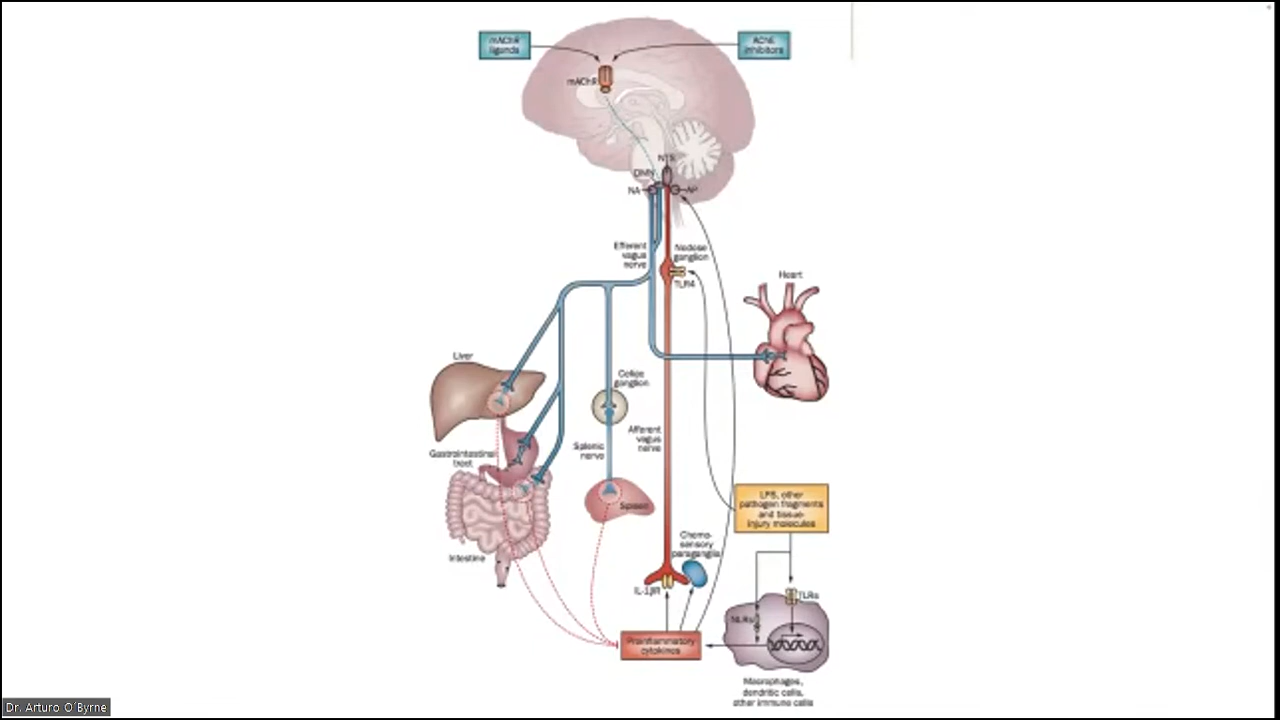 mAChR
ligands
AChE
inhibitors
mAChR
NTS
DMN
NA
AP
Efferent
vagus
nerve
Nodose
ganglion
TLR4
Heart
Liver
Celiac
ganglion
Afferent
vagus
nerve
Splenic
nerve
Gastrointestinal
tract
Spleen
LPS, other
pathogen fragments
and tissue-
injury molecules
Chemo-
sensory
paraganglia
Intestine
IL-1βR
TLRs
NLRs
Proinflammatory
cytokines
Macrophages,
dendritic cells,
other immune cells
Dr. Arturo O'Byrne